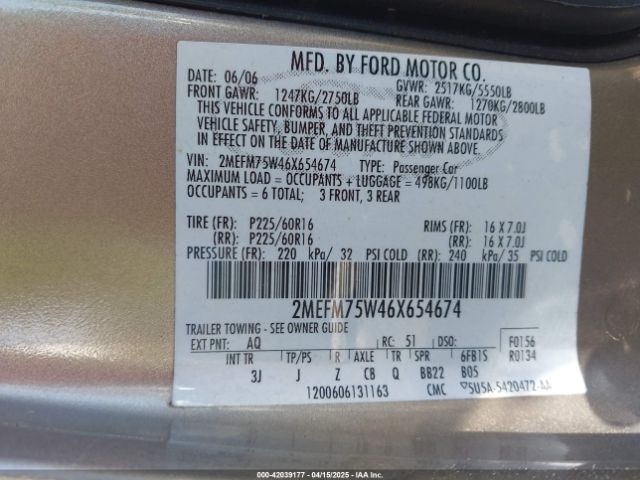 MFD. BY FORD MOTOR CO.
DATE: 06/06 GVWR: 2517KG/5550LB
FRONT GAWR: 1247KG/2750LB REAR GAWR: 1270KG/2800LB
THIS VEHICLE CONFORMS TO ALL APPLICABLE FEDERAL MOTOR
VEHICLE SAFETY, BUMPER, AND THEFT PREVENTION STANDARDS
IN EFFECT ON THE DATE OF MANUFACTURE SHOWN ABOVE.
VIN: 2MEFM75W46X654674 TYPE: Passenger Car
MAXIMUM LOAD = OCCUPANTS + LUGGAGE = 498KG/1100LB
OCCUPANTS = 6 TOTAL; 3 FRONT, 3 REAR
TIRE (FR): P225/60R16 RIMS (FR): 16 X 7.0J
(RR): P225/60R16 (RR): 16 X 7.0J
PRESSURE (FR): 220 kPa/ 32 PSI COLD (RR): 240 kPa/35 PSI COLD
2MEFM75W46X654674
TRAILER TOWING - SEE OWNER GUIDE
EXT PNT: AQ RC: 51 DSO: F0156
INT TR TP/PS R AXLE TR SPR 6FB1S R0134
3J J Z C8 Q BB22 B05
1200606131163 CMC 5U5A-5420472-AA
000-42039177 - 04/15/2025 - IAAI.COM